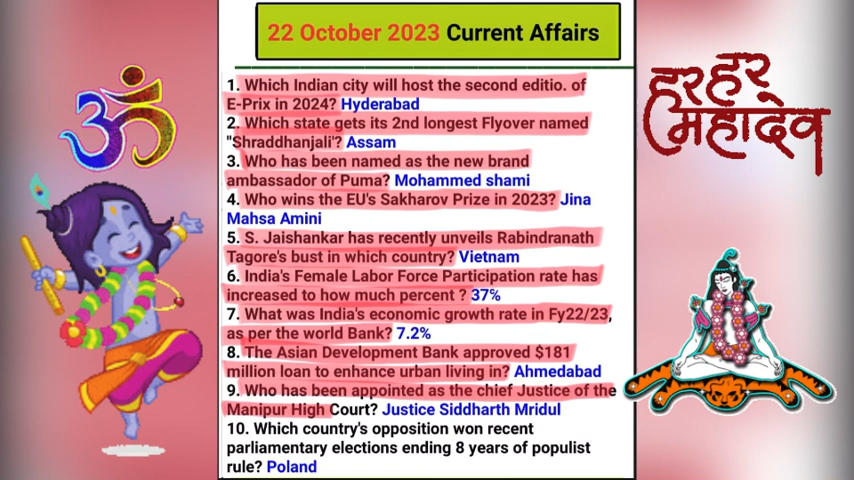 22 October 2023 Current Affairs
1. Which Indian city will host the second editio. of
E-Prix in 2024? Hyderabad
2. Which state gets its 2nd longest Flyover named
"Shraddhanjali'? Assam
3. Who has been named as the new brand
ambassador of Puma? Mohammed shami
4. Who wins the EU's Sakharov Prize in 2023? Jina
Mahsa Amini
5. S. Jaishankar has recently unveils Rabindranath
Tagore's bust in which country? Vietnam
6. India's Female Labor Force Participation rate has
increased to how much percent ? 37%
7. What was India's economic growth rate in Fy22/23,
as per the world Bank? 7.2%
8. The Asian Development Bank approved $181
million loan to enhance urban living in? Ahmedabad
9. Who has been appointed as the chief Justice of the
Manipur High Court? Justice Siddharth Mridul
10. Which country's opposition won recent
parliamentary elections ending 8 years of populist
rule? Poland
ॐ
हर हर
महादेव